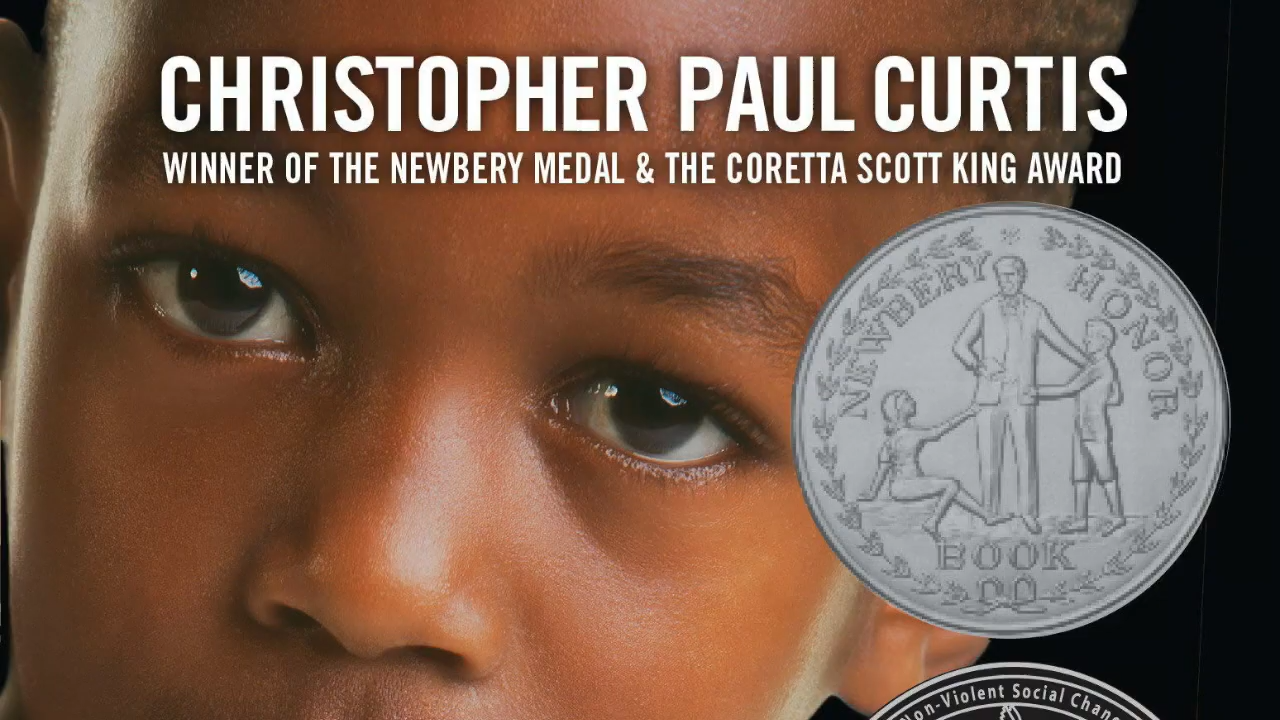 CHRISTOPHER PAUL CURTIS
WINNER OF THE NEWBERY MEDAL & THE CORETTA SCOTT KING AWARD
NEWBERY HONOR
BOOK
Non-Violent Social Chan